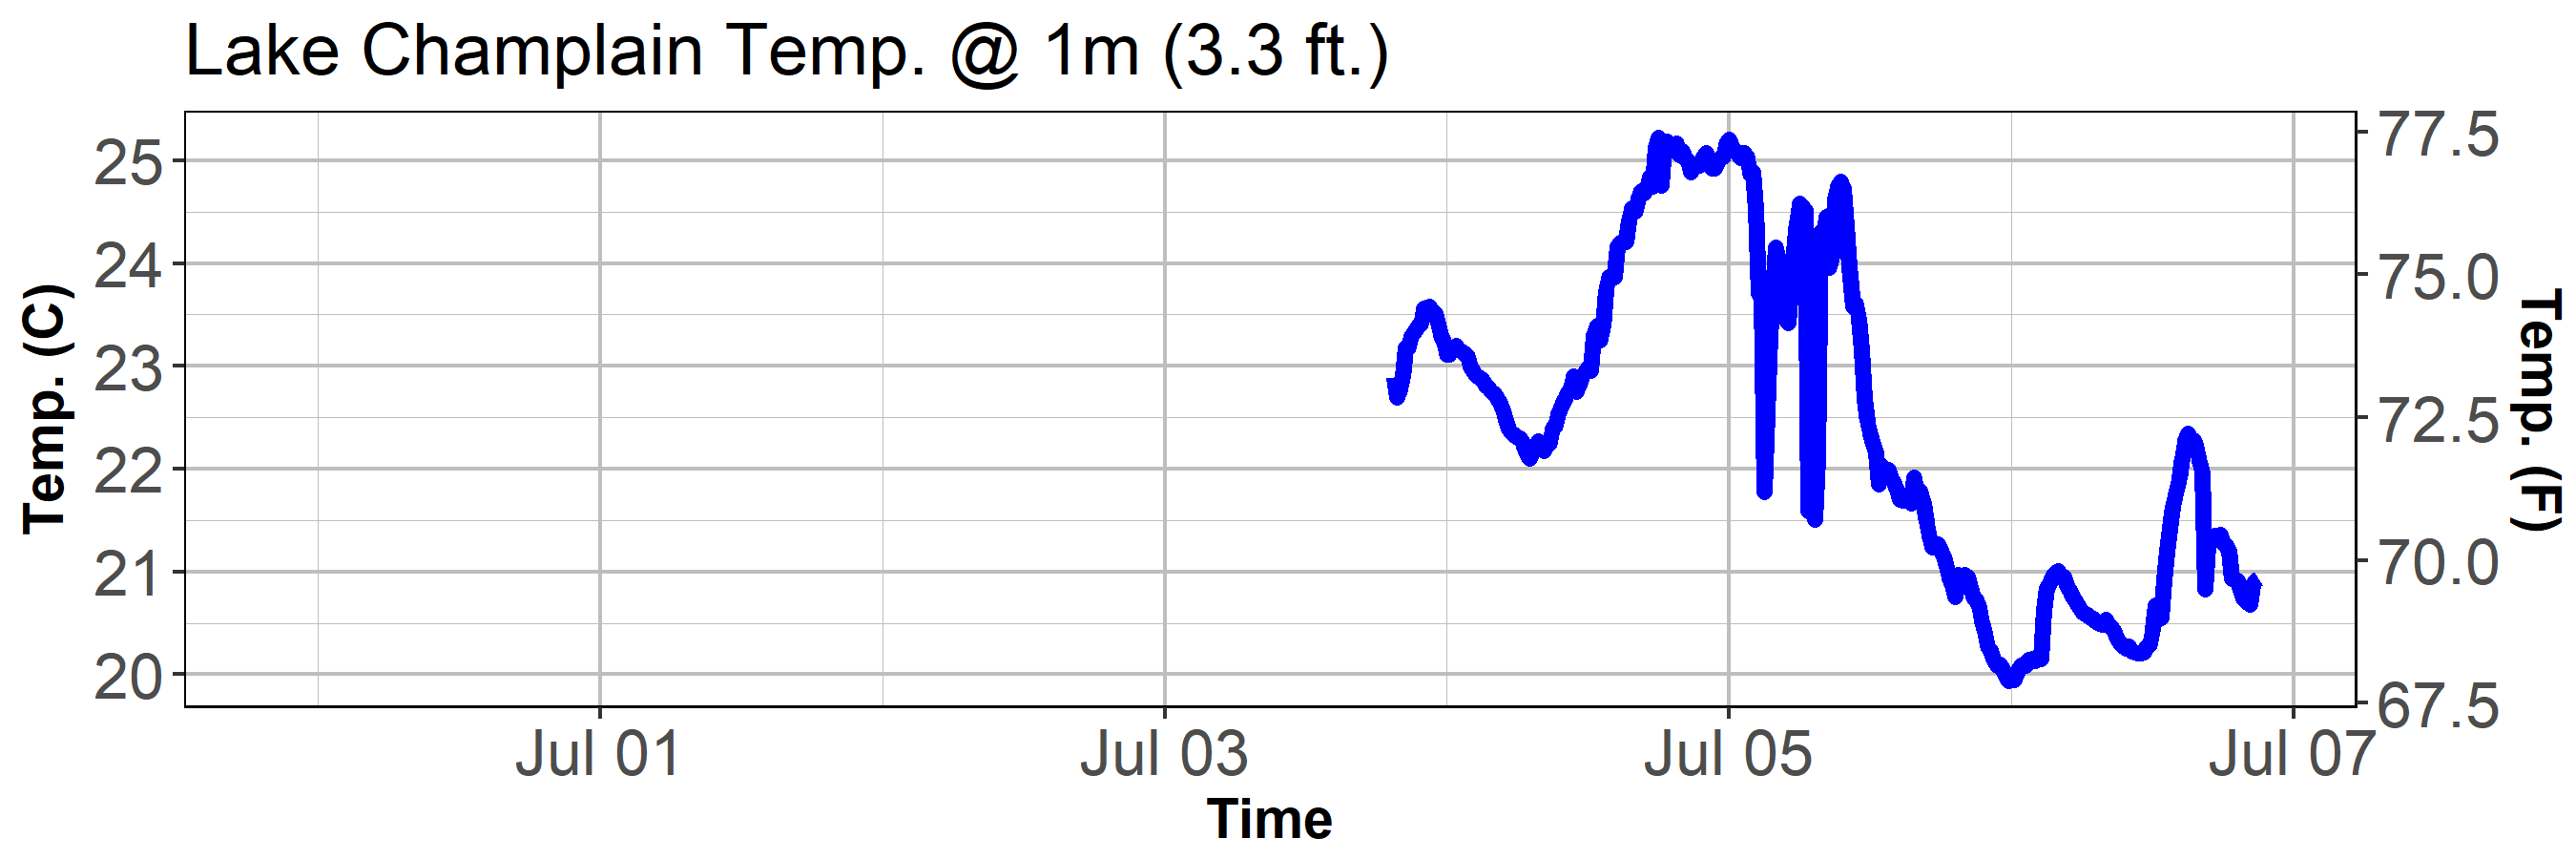 Lake Champlain Temp. @ 1m (3.3 ft.)
Temp. (C)
25
24
23
22
21
20
77.5
75.0
72.5
70.0
67.5
Temp. (F)
Jul 01
Jul 03
Jul 05
Jul 07
Time